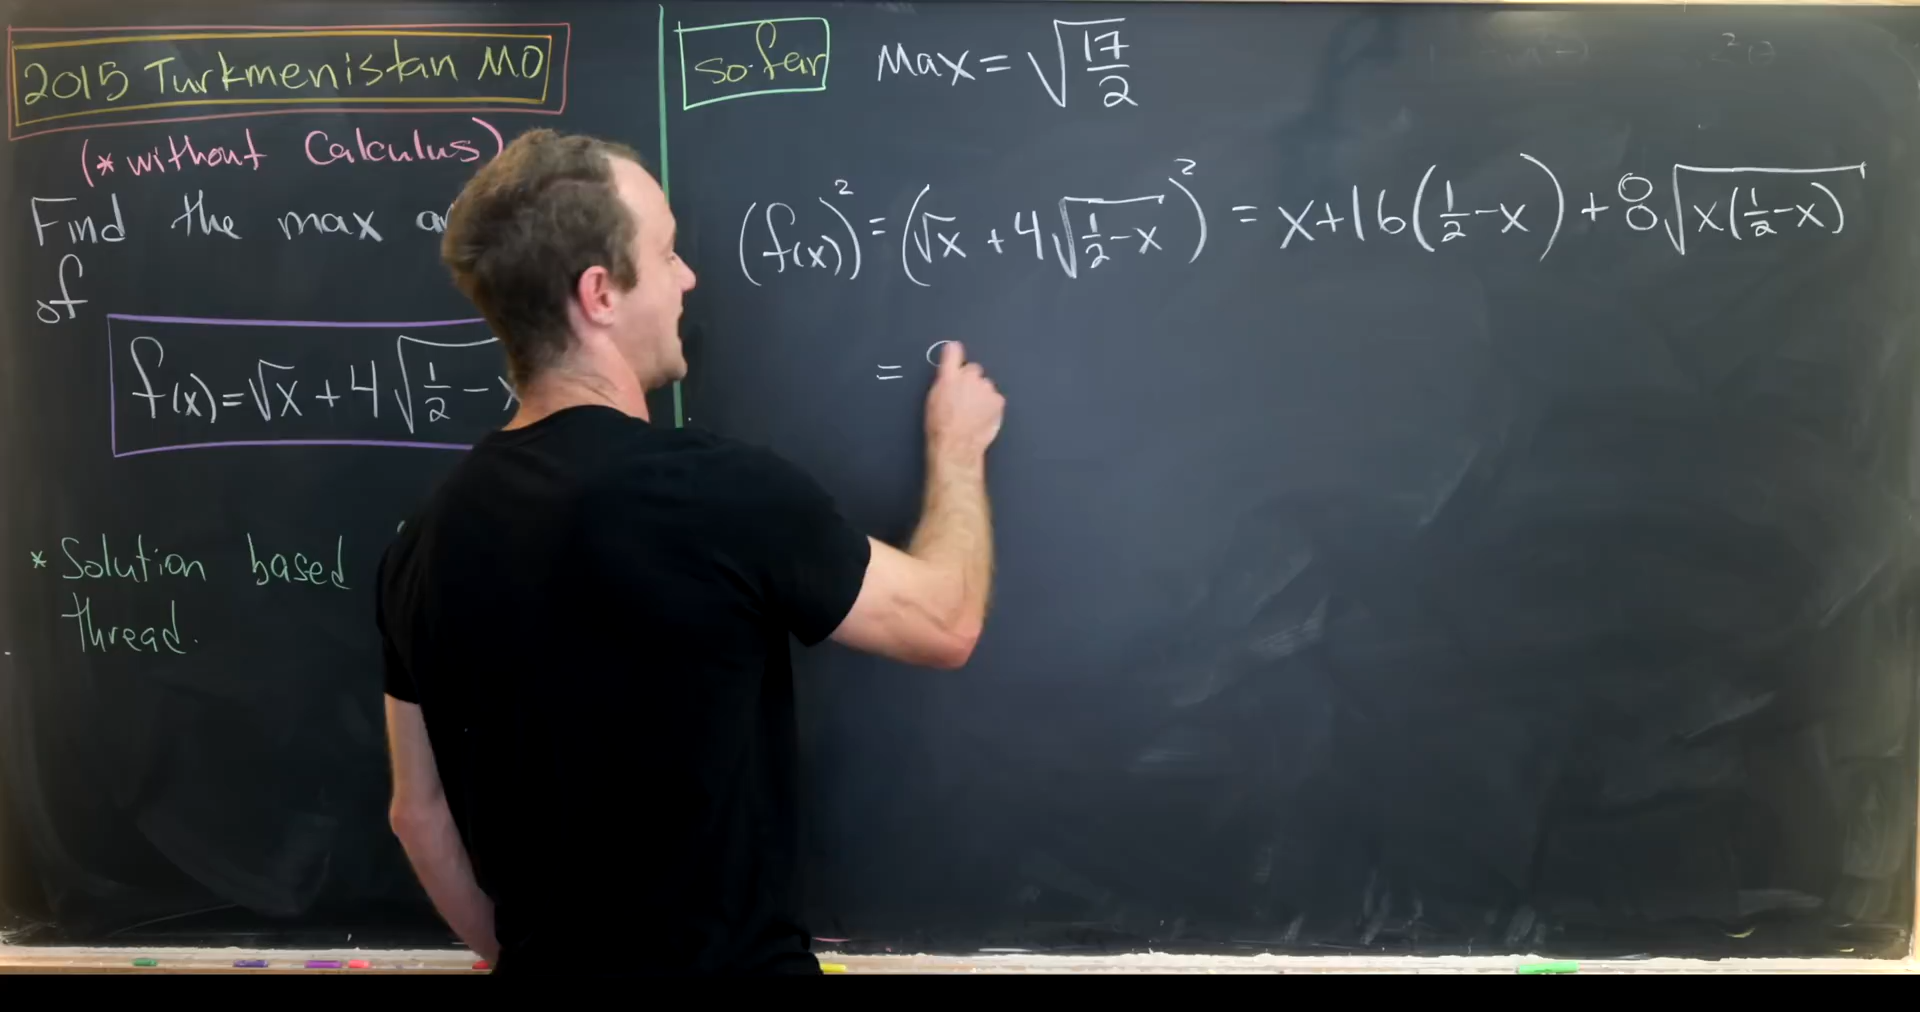 2015 Turkmenistan MO
(*without Calculus)
Find the max
of
f(x)=√x+4√(1/2-x
*Solution based
thread.
so far Max=√(17/2)
(f(x))²=(√x+4√(1/2-x))²=x+16(1/2-x)+8√(x(1/2-x))
=